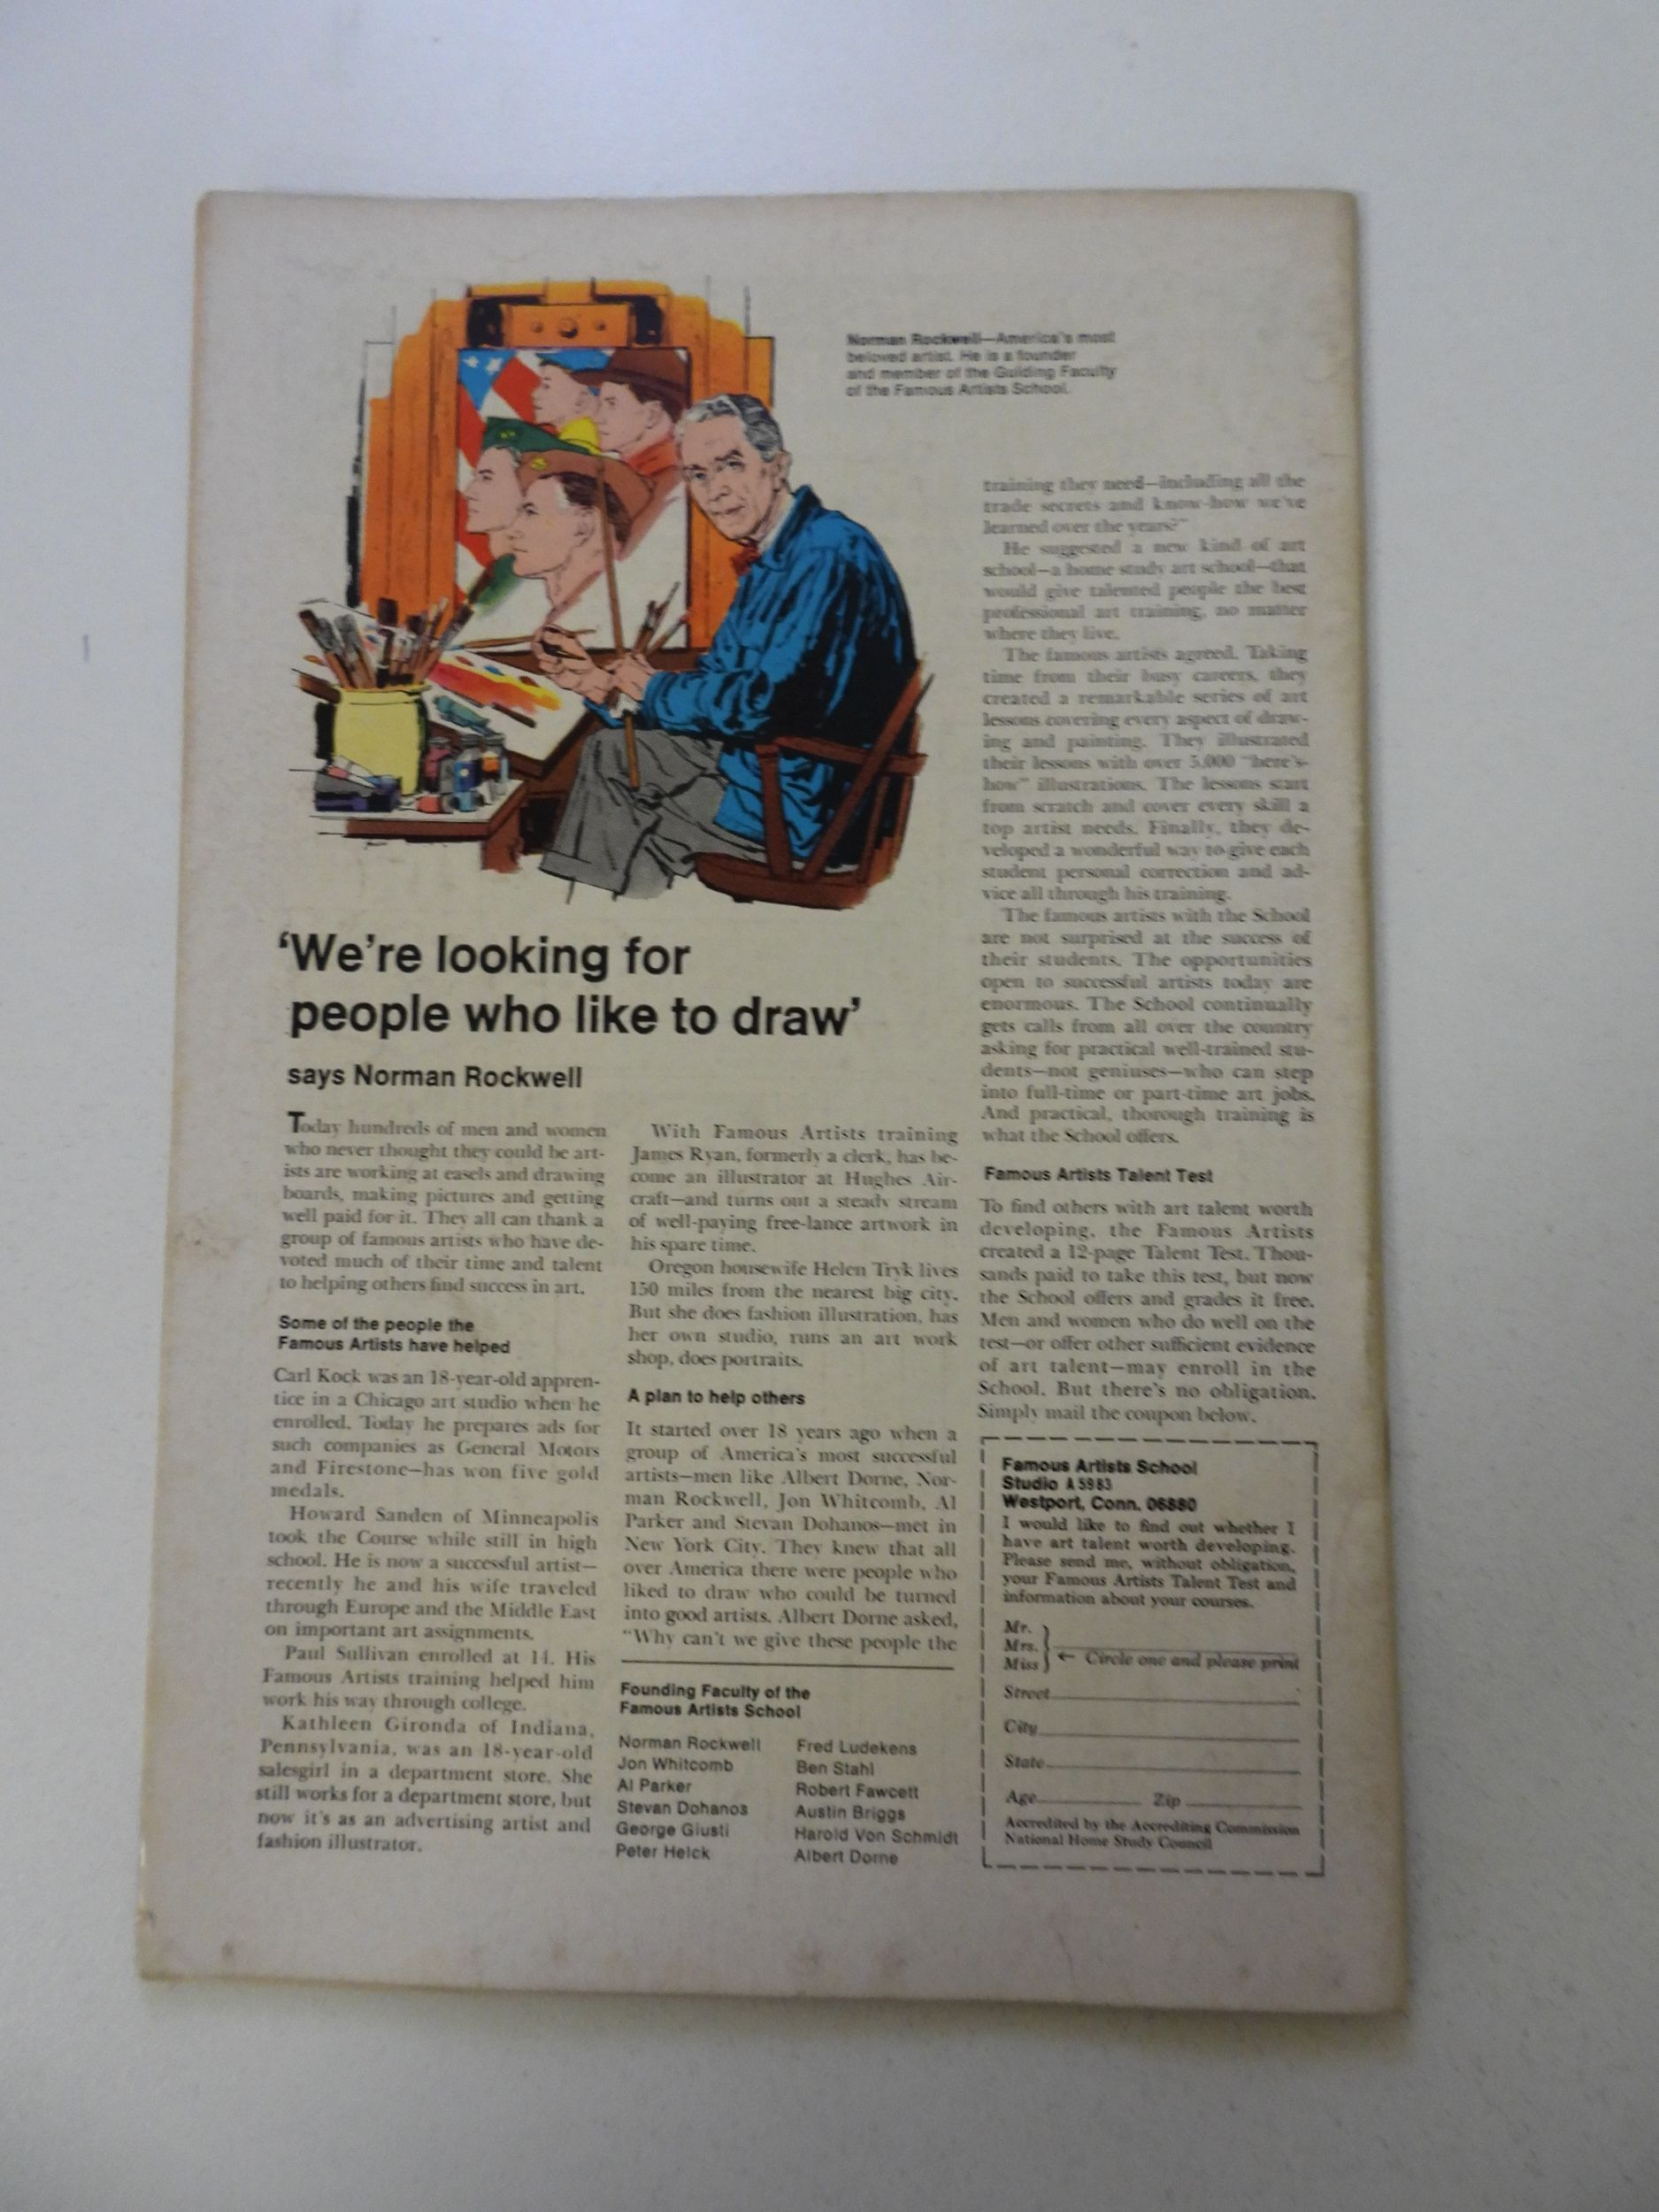 Norman Rockwell—America's most
beloved artist. He is a founder
and member of the Guiding Faculty
of the Famous Artists School.
'We're looking for
people who like to draw'
says Norman Rockwell
Today hundreds of men and women
who never thought they could be art-
ists are working at easels and drawing
boards, making pictures and getting
well paid for it. They all can thank a
group of famous artists who have de-
voted much of their time and talent
to helping others find success in art.
Some of the people the
Famous Artists have helped
Carl Kock was an 18-year-old appren-
tice in a Chicago art studio when he
enrolled. Today he prepares ads for
such companies as General Motors
and Firestone—has won five gold
medals.
Howard Sanden of Minneapolis
took the Course while still in high
school. He is now a successful artist—
recently he and his wife traveled
through Europe and the Middle East
on important art assignments.
Paul Sullivan enrolled at 14. His
Famous Artists training helped him
work his way through college.
Kathleen Gironda of Indiana,
Pennsylvania, was an 18-year-old
salesgirl in a department store. She
still works for a department store, but
now it's as an advertising artist and
fashion illustrator.
With Famous Artists training
James Ryan, formerly a clerk, has be-
come an illustrator at Hughes Air-
craft—and turns out a steady stream
of well-paying free-lance artwork in
his spare time.
Oregon housewife Helen Tryk lives
150 miles from the nearest big city.
But she does fashion illustration, has
her own studio, runs an art work
shop, does portraits.
A plan to help others
It started over 18 years ago when a
group of America's most successful
artists—men like Albert Dorne, Nor-
man Rockwell, Jon Whitcomb, Al
Parker and Stevan Dohanos—met in
New York City. They knew that all
over America there were people who
liked to draw who could be turned
into good artists. Albert Dorne asked,
"Why can't we give these people the
training they need—including all the
trade secrets and know-how we've
learned over the years?"
He suggested a new kind of art
school—a home study art school—that
would give talented people the best
professional art training, no matter
where they live.
The famous artists agreed. Taking
time from their busy careers, they
created a remarkable series of art
lessons covering every aspect of draw-
ing and painting. They illustrated
their lessons with over 5,000 "here's-
how" illustrations. The lessons start
from scratch and cover every skill a
top artist needs. Finally, they de-
veloped a wonderful way to give each
student personal correction and ad-
vice all through his training.
The famous artists with the School
are not surprised at the success of
their students. The opportunities
open to successful artists today are
enormous. The School continually
gets calls from all over the country
asking for practical well-trained stu-
dents—not geniuses—who can step
into full-time or part-time art jobs.
And practical, thorough training is
what the School offers.
Famous Artists Talent Test
To find others with art talent worth
developing, the Famous Artists
created a 12-page Talent Test. Thou-
sands paid to take this test, but now
the School offers and grades it free.
Men and women who do well on the
test—or offer other sufficient evidence
of art talent—may enroll in the
School. But there's no obligation.
Simply mail the coupon below.
Founding Faculty of the
Famous Artists School
Norman Rockwell
Jon Whitcomb
Al Parker
Stevan Dohanos
George Giusti
Peter Helck
Fred Ludekens
Ben Stahl
Robert Fawcett
Austin Briggs
Harold Von Schmidt
Albert Dorne
Famous Artists School
Studio A5983
Westport, Conn. 06880
I would like to find out whether I
have art talent worth developing.
Please send me, without obligation,
your Famous Artists Talent Test and
information about your courses.
Mr.
Mrs.
Miss
← Circle one and please print
Street
City
State
Age Zip
Accredited by the Accrediting Commission
National Home Study Council